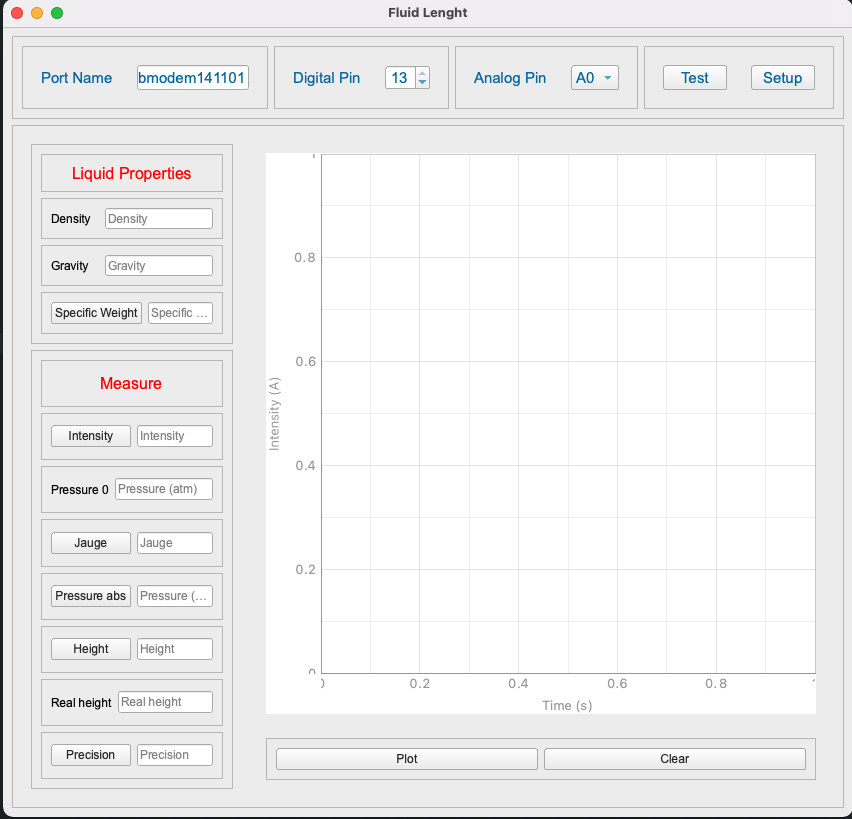 Fluid Lenght
Port Name bmodem141101 Digital Pin 13 Analog Pin A0 Test Setup
Liquid Properties
Density Density
Gravity Gravity
Specific Weight Specific ...
Measure
Intensity Intensity
Pressure 0 Pressure (atm)
Jauge Jauge
Pressure abs Pressure (...
Height Height
Real height Real height
Precision Precision
Intensity (A)
0.8
0.6
0.4
0.2
0
0.2 0.4 0.6 0.8
Time (s)
Plot Clear